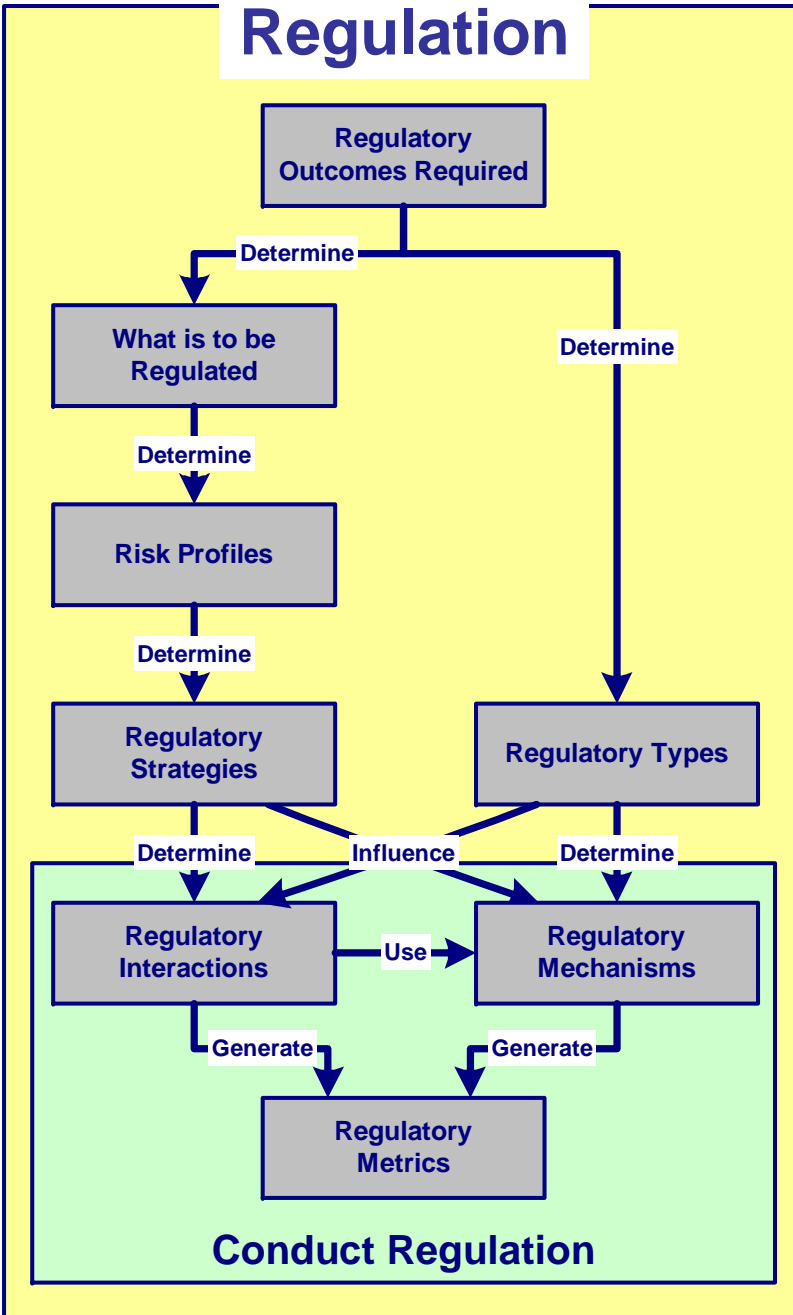 Regulation
Regulatory
Outcomes Required
Determine
What is to be
Regulated
Determine
Determine
Risk Profiles
Determine
Regulatory
Strategies
Regulatory Types
Determine
Influence
Determine
Regulatory
Interactions
Use
Regulatory
Mechanisms
Generate
Generate
Regulatory
Metrics
Conduct Regulation